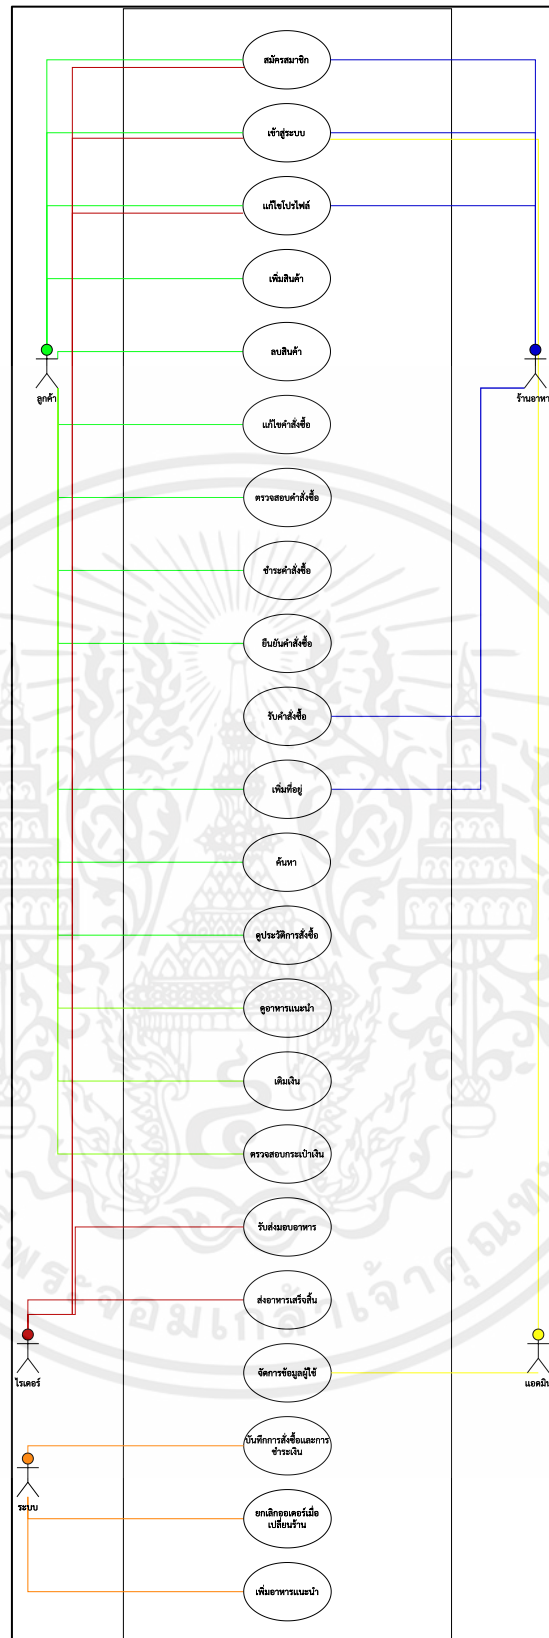 สมัครสมาชิก
เข้าสู่ระบบ
แก้ไขโปรไฟล์
เพิ่มสินค้า
ลบสินค้า
ลูกค้า
ร้านอาหา
แก้ไขคำสั่งซื้อ
ตรวจสอบคำสั่งซื้อ
ชำระคำสั่งซื้อ
ยืนยันคำสั่งซื้อ
รับคำสั่งซื้อ
เพิ่มที่อยู่
ค้นหา
ดูประวัติการสั่งซื้อ
ดูอาหารแนะนำ
เติมเงิน
ตรวจสอบกระเป๋าเงิน
รับส่งมอบอาหาร
ส่งอาหารเสร็จสิ้น
จัดการข้อมูลผู้ใช้
ไรเดอร์
แอดมิน
บันทึกการสั่งซื้อและการ
ชำระเงิน
ระบบ
ยกเลิกออเดอร์เมื่อ
เปลี่ยนร้าน
เพิ่มอาหารแนะนำ